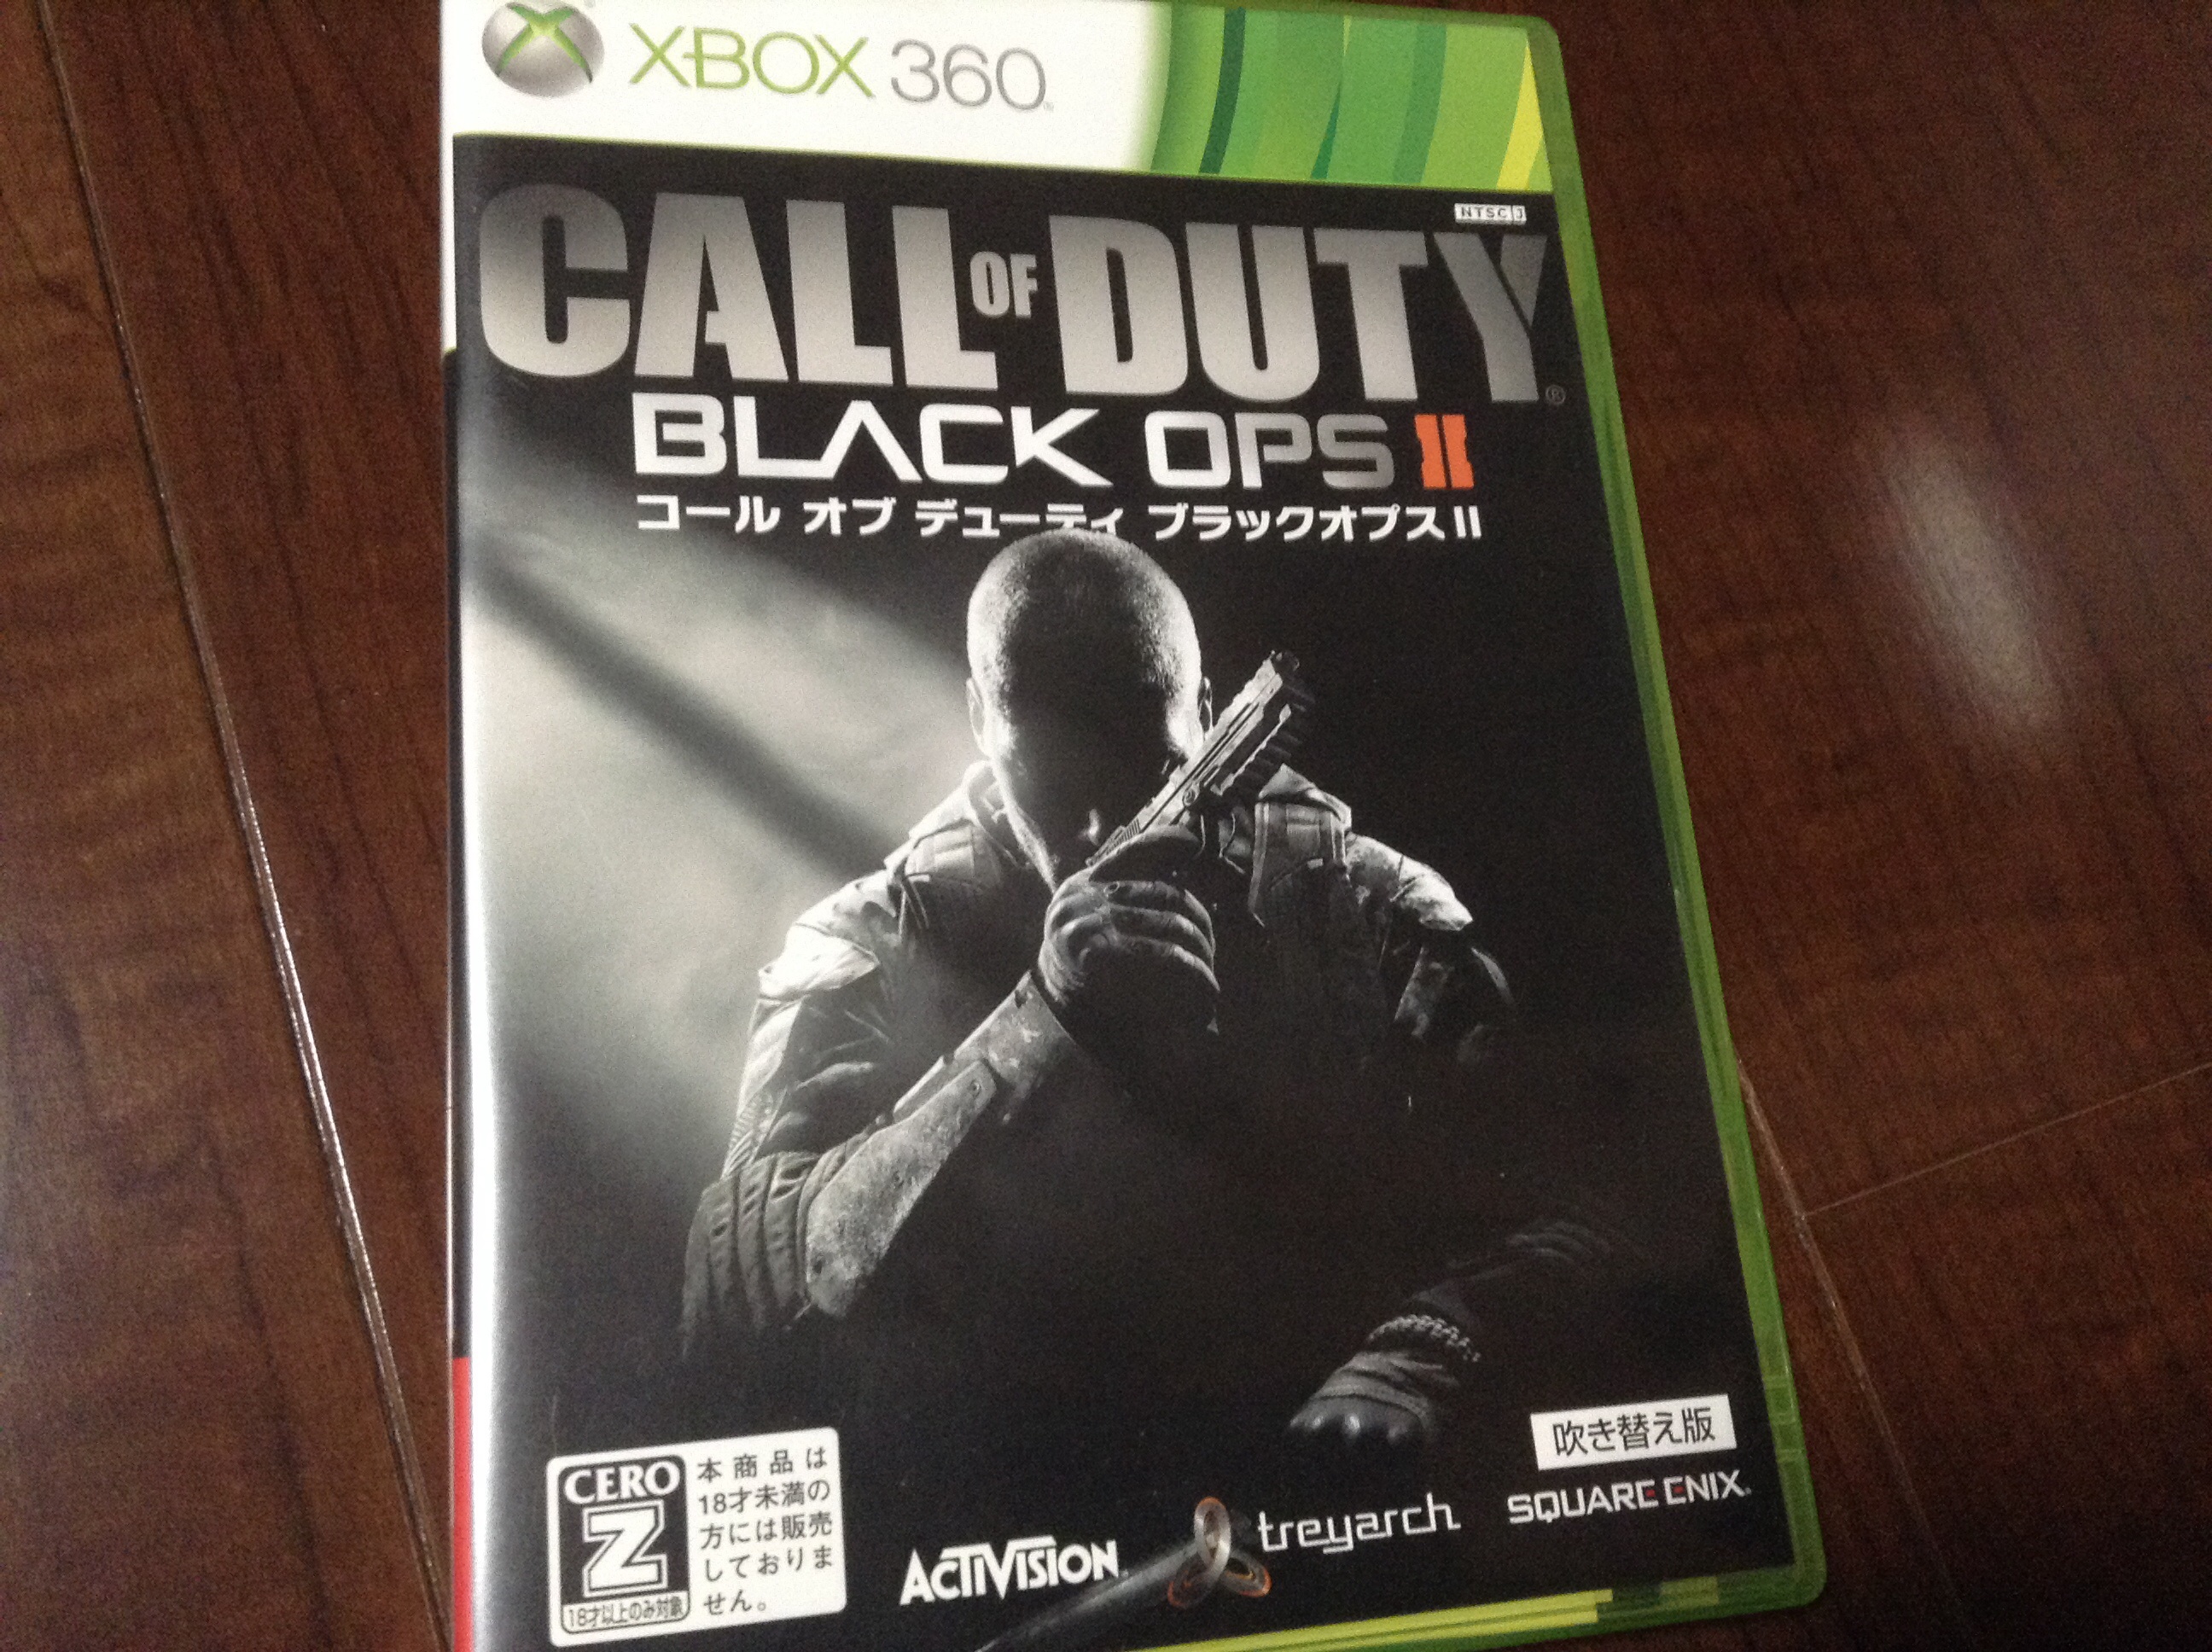 XBOX 360
NTSC J
CALL OF DUTY®
BLACK OPS II
コール オブ デューティ ブラックオプスII
吹き替え版
CERO
Z
18才以上のみ対象
本商品は
18才未満の
方には販売
しておりま
せん。
ACTIVISION
treyarch
SQUARE ENIX